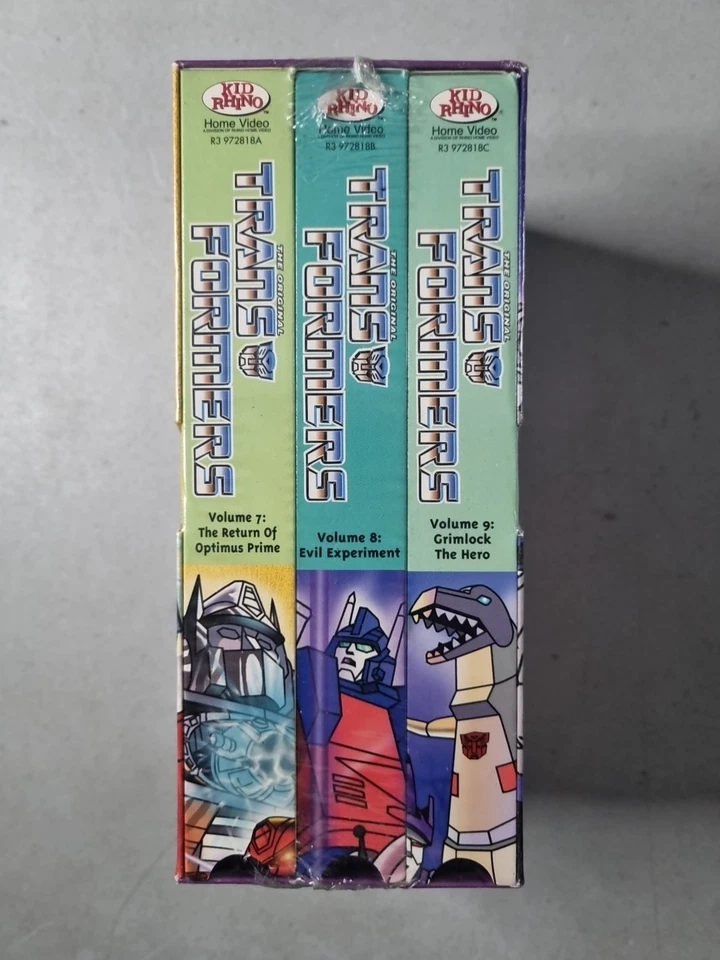 KID
RHINO
Home Video
A DIVISION OF RHINO HOME VIDEO
R3 972818A
THE ORIGINAL
TRANS
FORMERS
Volume 7:
The Return Of
Optimus Prime
KID
RHINO
Home Video
R3 972818B
THE ORIGINAL
TRANS
FORMERS
Volume 8:
Evil Experiment
KID
RHINO
Home Video
A DIVISION OF RHINO HOME VIDEO
R3 972818C
THE ORIGINAL
TRANS
FORMERS
Volume 9:
Grimlock
The Hero